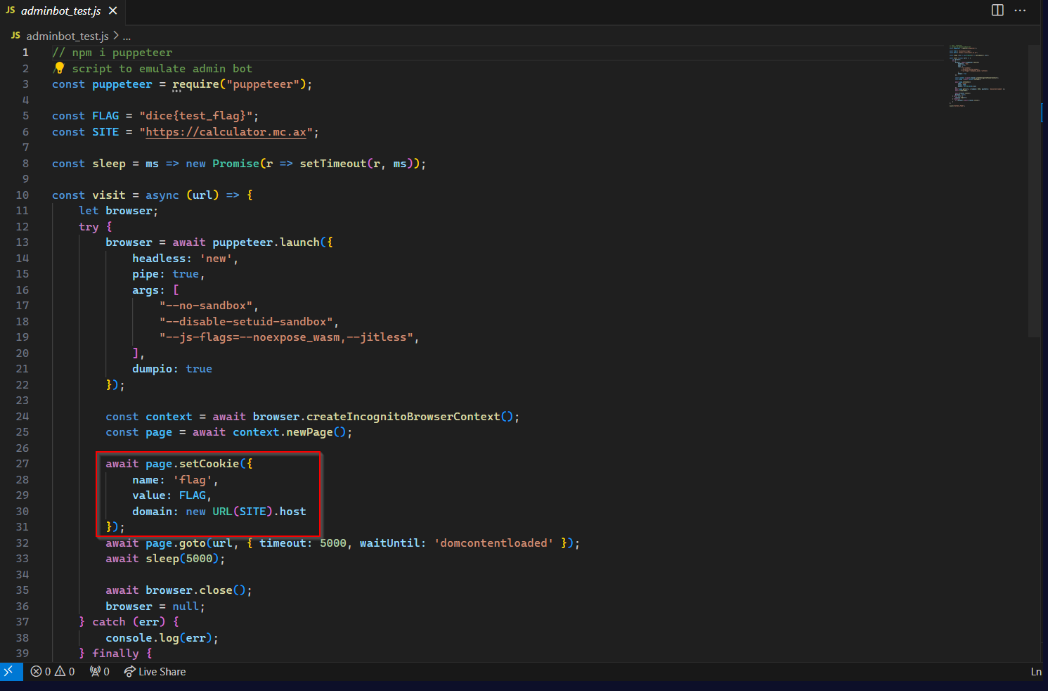 JS adminbot_test.js ×
JS adminbot_test.js > ...
1 // npm i puppeteer
2 script to emulate admin bot
3 const puppeteer = require("puppeteer");
4
5 const FLAG = "dice{test_flag}";
6 const SITE = "https://calculator.mc.ax";
7
8 const sleep = ms => new Promise(r => setTimeout(r, ms));
9
10 const visit = async (url) => {
11 let browser;
12 try {
13 browser = await puppeteer.launch({
14 headless: 'new',
15 pipe: true,
16 args: [
17 "--no-sandbox",
18 "--disable-setuid-sandbox",
19 "--js-flags=--noexpose_wasm,--jitless",
20 ],
21 dumpio: true
22 });
23
24 const context = await browser.createIncognitoBrowserContext();
25 const page = await context.newPage();
26
27 await page.setCookie({
28 name: 'flag',
29 value: FLAG,
30 domain: new URL(SITE).host
31 });
32 await page.goto(url, { timeout: 5000, waitUntil: 'domcontentloaded' });
33 await sleep(5000);
34
35 await browser.close();
36 browser = null;
37 } catch (err) {
38 console.log(err);
39 } finally {
0 0 0 Live Share Ln